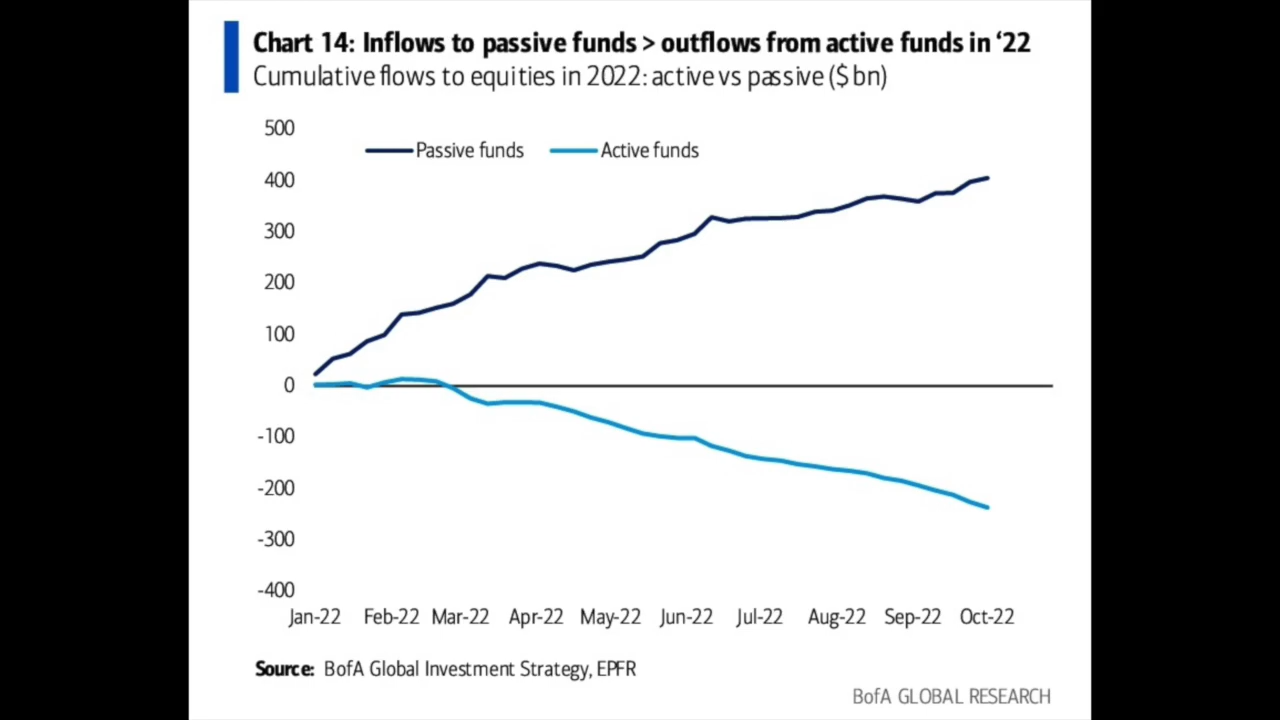 Chart 14: Inflows to passive funds > outflows from active funds in ‘22
Cumulative flows to equities in 2022: active vs passive ($bn)
500
Passive funds
Active funds
400
300
200
100
0
-100
-200
-300
-400
Jan-22 Feb-22 Mar-22 Apr-22 May-22 Jun-22 Jul-22 Aug-22 Sep-22 Oct-22
Source: BofA Global Investment Strategy, EPFR
BofA GLOBAL RESEARCH